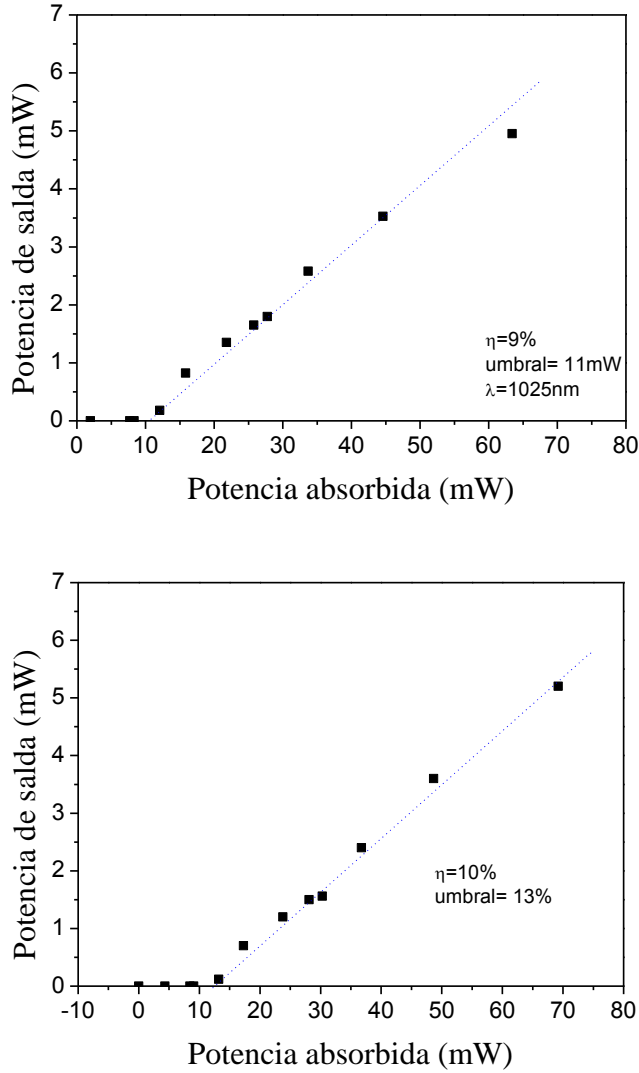 7
6
5
4
3
2
1
0
Potencia de salda (mW)
η=9%
umbral= 11mW
λ=1025nm
0 10 20 30 40 50 60 70 80
Potencia absorbida (mW)
7
6
5
4
3
2
1
0
Potencia de salda (mW)
η=10%
umbral= 13%
-10 0 10 20 30 40 50 60 70 80
Potencia absorbida (mW)